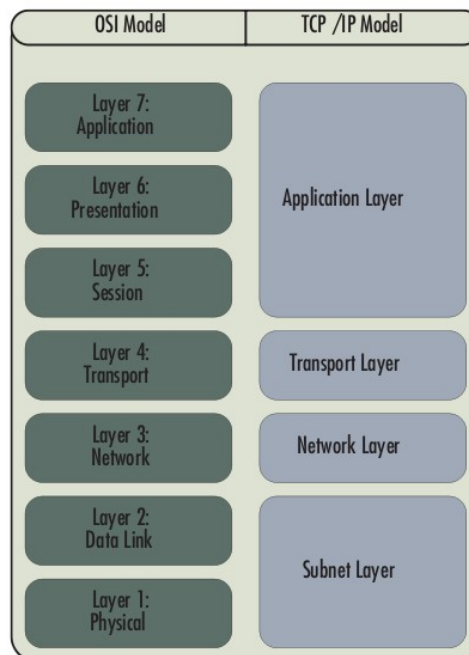 OSI Model
TCP /IP Model
Layer 7:
Application
Layer 6:
Presentation
Layer 5:
Session
Layer 4:
Transport
Layer 3:
Network
Layer 2:
Data Link
Layer 1:
Physical
Application Layer
Transport Layer
Network Layer
Subnet Layer